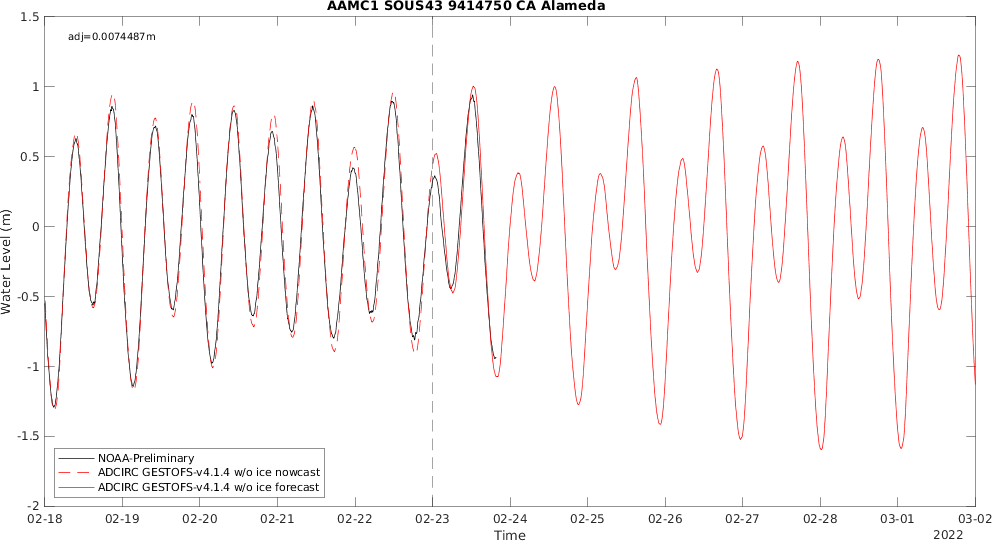 AAMC1 SOUS43 9414750 CA Alameda
adj=0.0074487m
1.5
1
0.5
0
-0.5
-1
-1.5
-2
Water Level (m)
NOAA-Preliminary
ADCIRC GESTOFS-v4.1.4 w/o ice nowcast
ADCIRC GESTOFS-v4.1.4 w/o ice forecast
02-18 02-19 02-20 02-21 02-22 02-23 02-24 02-25 02-26 02-27 02-28 03-01 03-02
Time
2022